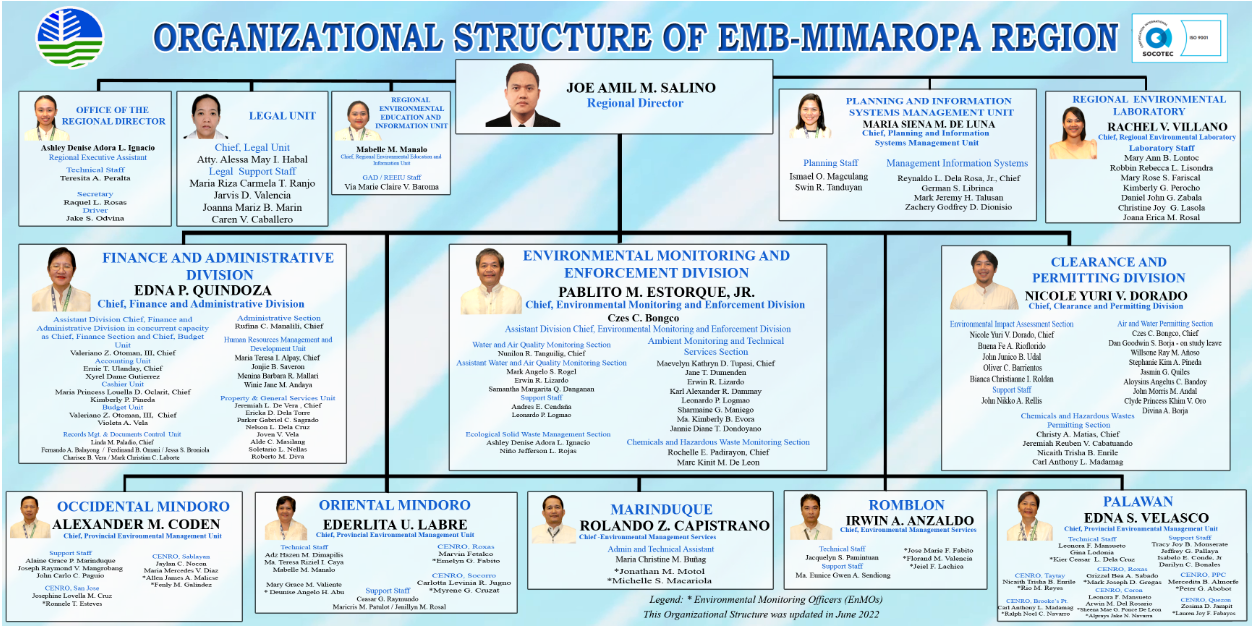 ORGANIZATIONAL STRUCTURE OF EMB-MIMAROPA REGION
SOCOTEC
ISO 9001
JOE AMIL M. SALINO
Regional Director
OFFICE OF THE
REGIONAL DIRECTOR
Ashley Denise Adora L. Ignacio
Regional Executive Assistant
Technical Staff
Teresita A. Peralta
Secretary
Raquel L. Rosas
Driver
Jake S. Odvina
LEGAL UNIT
Chief, Legal Unit
Atty. Alessa May I. Habal
Legal Support Staff
Maria Riza Carmela T. Ranjo
Jarvis D. Valencia
Joanna Mariz B. Marin
Caren V. Caballero
REGIONAL
ENVIRONMENTAL
EDUCATION AND
INFORMATION UNIT
Mabelle M. Manalo
Chief, Regional Environmental Education and
Information Unit
GAD / REEIU Staff
Via Marie Claire V. Baroma
PLANNING AND INFORMATION
SYSTEMS MANAGEMENT UNIT
MARIA SIENA M. DE LUNA
Chief, Planning and Information
Systems Management Unit
Planning Staff
Ismael O. Magculang
Swin R. Tanduyan
Management Information Systems
Reynaldo L. Dela Rosa, Jr., Chief
German S. Librinca
Mark Jeremy H. Talusan
Zachery Godfrey D. Dionisio
REGIONAL ENVIRONMENTAL
LABORATORY
RACHEL V. VILLANO
Chief, Regional Environmental Laboratory
Laboratory Staff
Mary Ann B. Lontoc
Robbin Rebecca L. Lisondra
Mary Rose S. Fariscal
Kimberly G. Perocho
Daniel John G. Zabala
Christine Joy G. Lasola
Joana Erica M. Rosal
FINANCE AND ADMINISTRATIVE
DIVISION
EDNA P. QUINDOZA
Chief, Finance and Administrative Division
Assistant Division Chief, Finance and
Administrative Division in concurrent capacity
as Chief, Finance Section and Chief, Budget
Unit
Valeriano Z. Otoman, III, Chief
Accounting Unit
Ernie T. Ulanday, Chief
Xyrel Dame Gutierrez
Cashier Unit
Maria Princess Louella D. Oclarit, Chief
Kimberly P. Pineda
Budget Unit
Valeriano Z. Otoman, III, Chief
Violeta A. Vela
Records Mgt. & Documents Control Unit
Linda M. Paladio, Chief
Fernando A. Balayong / Ferdinand B. Omani / Jessa S. Brosiola
Charisee B. Vera / Mark Christian C. Laborte
Administrative Section
Rufina C. Manalili, Chief
Human Resources Management and
Development Unit
Maria Teresa I. Alpay, Chief
Jonjie B. Saveron
Menina Barbara R. Mallari
Winie Jane M. Andaya
Property & General Services Unit
Jeremiah L. De Vera , Chief
Ericka D. Dela Torre
Parker Gabriel C. Sagrado
Nelson L. Dela Cruz
Joven V. Vela
Alde C. Masilang
Soletario L. Nellas
Roberto M. Diva
ENVIRONMENTAL MONITORING AND
ENFORCEMENT DIVISION
PABLITO M. ESTORQUE, JR.
Chief, Environmental Monitoring and Enforcement Division
Czes C. Bongco
Assistant Division Chief, Environmental Monitoring and Enforcement Division
Water and Air Quality Monitoring Section
Nunilon R. Tanguilig, Chief
Assistant Water and Air Quality Monitoring Section
Mark Angelo S. Rogel
Erwin R. Lizardo
Samantha Margarita Q. Danganan
Support Staff
Andres E. Cendaña
Leonardo P. Logmao
Ecological Solid Waste Management Section
Ashley Denise Adora L. Ignacio
Niño Jefferson L. Rojas
Ambient Monitoring and Technical
Services Section
Maevelyn Kathryn D. Tupasi, Chief
Jane T. Dumenden
Erwin R. Lizardo
Karl Alexander R. Dammay
Leonardo P. Logmao
Sharmaine G. Maniego
Ma. Kimberly B. Evora
Jannie Diane T. Dondoyano
Chemicals and Hazardous Waste Monitoring Section
Rochelle E. Padirayon, Chief
Marc Kinit M. De Leon
CLEARANCE AND
PERMITTING DIVISION
NICOLE YURI V. DORADO
Chief, Clearance and Permitting Division
Environmental Impact Assessment Section
Nicole Yuri V. Dorado, Chief
Buena Fe A. Rioflorido
John Junico B. Udal
Oliver C. Barrientos
Bianca Christianne I. Roldan
Support Staff
John Nikko A. Rellis
Air and Water Permitting Section
Czes C. Bongco, Chief
Dan Goodwin S. Borja - on study leave
Willsone Ray M. Añoso
Stephanie Kim A. Pineda
Jasmin G. Quiles
Aloysius Angelus C. Bandoy
John Morris M. Andal
Clyde Princess Khim V. Oro
Divina A. Borja
Chemicals and Hazardous Wastes
Permitting Section
Christy A. Matias, Chief
Jeremiah Reuben V. Cabatuando
Nicaith Trisha B. Enrile
Carl Anthony L. Madamag
OCCIDENTAL MINDORO
ALEXANDER M. CODEN
Chief, Provincial Environmental Management Unit
Support Staff
Alaine Grace P. Marinduque
Joseph Raymond V. Mangrobang
John Carlo C. Pagnio
CENRO, San Jose
Josephine Lovella M. Cruz
*Romele T. Esteves
CENRO, Sablayan
Jaylon C. Nozon
Maria Mercedes V. Diaz
*Allen James A. Malicse
*Fenly M. Galindez
ORIENTAL MINDORO
EDERLITA U. LABRE
Chief, Provincial Environmental Management Unit
Technical Staff
Adz Hazen M. Dimapilis
Ma. Teresa Riziel I. Caya
Mabelle M. Manalo
Mary Grace M. Valiente
* Dennise Angelo H. Abu
CENRO, Roxas
Marvin Fetalco
*Emelyn G. Fabito
CENRO, Socorro
Carlotta Levinia R. Jugno
*Myrene G. Cruzat
Support Staff
Ceasar G. Raymundo
Maricris M. Patulot / Jenillyn M. Rosal
MARINDUQUE
ROLANDO Z. CAPISTRANO
Chief -Environmental Management Services
Admin and Technical Assistant
Maria Christine M. Buñag
*Jonathan M. Motol
*Michelle S. Macariola
ROMBLON
IRWIN A. ANZALDO
Chief, Environmental Management Services
Technical Staff
Jacquelyn S. Panuntuan
Support Staff
Ma. Eunice Gwen A. Sendiong
*Jose Marie F. Fabito
*Florand M. Valencia
*Jeief L. Fachico
PALAWAN
EDNA S. VELASCO
Chief, Provincial Environmental Management Unit
Technical Staff
Leonora F. Mansueto
Gina Lodonia
*Kier Ceasar L. Dela Cruz
Support Staff
Tracy Joy B. Monserate
Jeffrey G. Pallaya
Isabelo E. Conde, Jr
Darilyn C. Bonales
CENRO, Taytay
Nicaith Trisha B. Enrile
*Rio M. Reyes
CENRO, Brooke's Pt.
Carl Anthony L. Madamag
*Ralph Noel C. Navarro
CENRO, Roxas
Grizzel Bea A. Sabado
*Mark Joseph D. Gregas
CENRO, Coron
Leonora F. Mansueto
Arwin M. Del Rosario
*Sheena Mae O. Ponce De Leon
*Algrays Jake N. Navarra
CENRO, PPC
Mercedita B. Almorfe
*Peter G. Abobot
CENRO, Quezon
Zosima D. Jampit
*Lauren Joy F. Fabayos
Legend: * Environmental Monitoring Officers (EnMOs)
This Organizational Structure was updated in June 2022